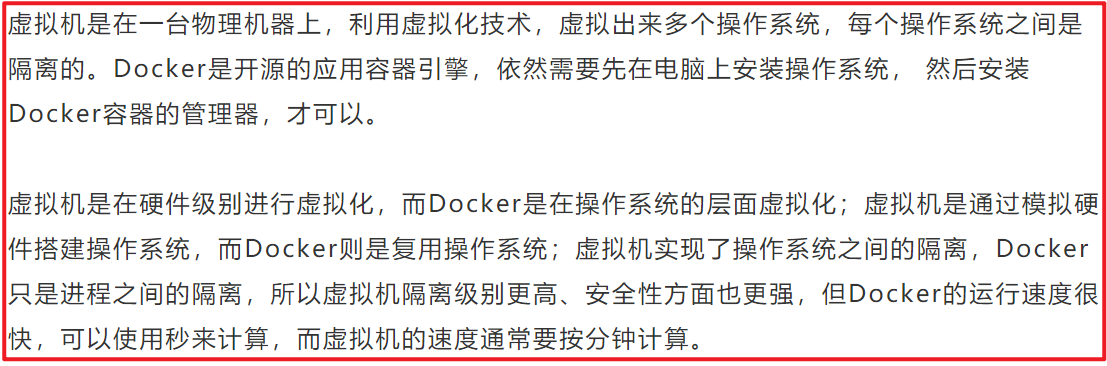 虚拟机是在一台物理机器上，利用虚拟化技术，虚拟出来多个操作系统，每个操作系统之间是
隔离的。Docker是开源的应用容器引擎，依然需要先在电脑上安装操作系统， 然后安装
Docker容器的管理器，才可以。
虚拟机是在硬件级别进行虚拟化，而Docker是在操作系统的层面虚拟化；虚拟机是通过模拟硬
件搭建操作系统，而Docker则是复用操作系统；虚拟机实现了操作系统之间的隔离，Docker
只是进程之间的隔离，所以虚拟机隔离级别更高、安全性方面也更强，但Docker的运行速度很
快，可以使用秒来计算，而虚拟机的速度通常要按分钟计算。